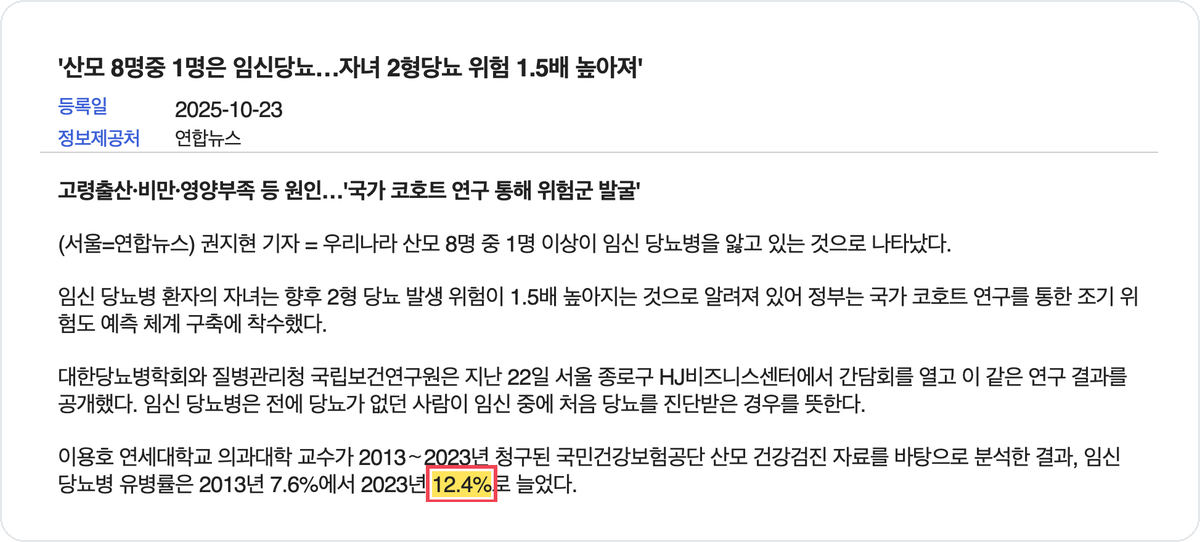 '산모 8명중 1명은 임신당뇨…자녀 2형당뇨 위험 1.5배 높아져'
등록일 2025-10-23
정보제공처 연합뉴스
고령출산·비만·영양부족 등 원인…'국가 코호트 연구 통해 위험군 발굴'
(서울=연합뉴스) 권지현 기자 = 우리나라 산모 8명 중 1명 이상이 임신 당뇨병을 앓고 있는 것으로 나타났다.
임신 당뇨병 환자의 자녀는 향후 2형 당뇨 발생 위험이 1.5배 높아지는 것으로 알려져 있어 정부는 국가 코호트 연구를 통한 조기 위
험도 예측 체계 구축에 착수했다.
대한당뇨병학회와 질병관리청 국립보건연구원은 지난 22일 서울 종로구 HJ비즈니스센터에서 간담회를 열고 이 같은 연구 결과를
공개했다. 임신 당뇨병은 전에 당뇨가 없던 사람이 임신 중에 처음 당뇨를 진단받은 경우를 뜻한다.
이용호 연세대학교 의과대학 교수가 2013∼2023년 청구된 국민건강보험공단 산모 건강검진 자료를 바탕으로 분석한 결과, 임신
당뇨병 유병률은 2013년 7.6%에서 2023년 12.4%로 늘었다.